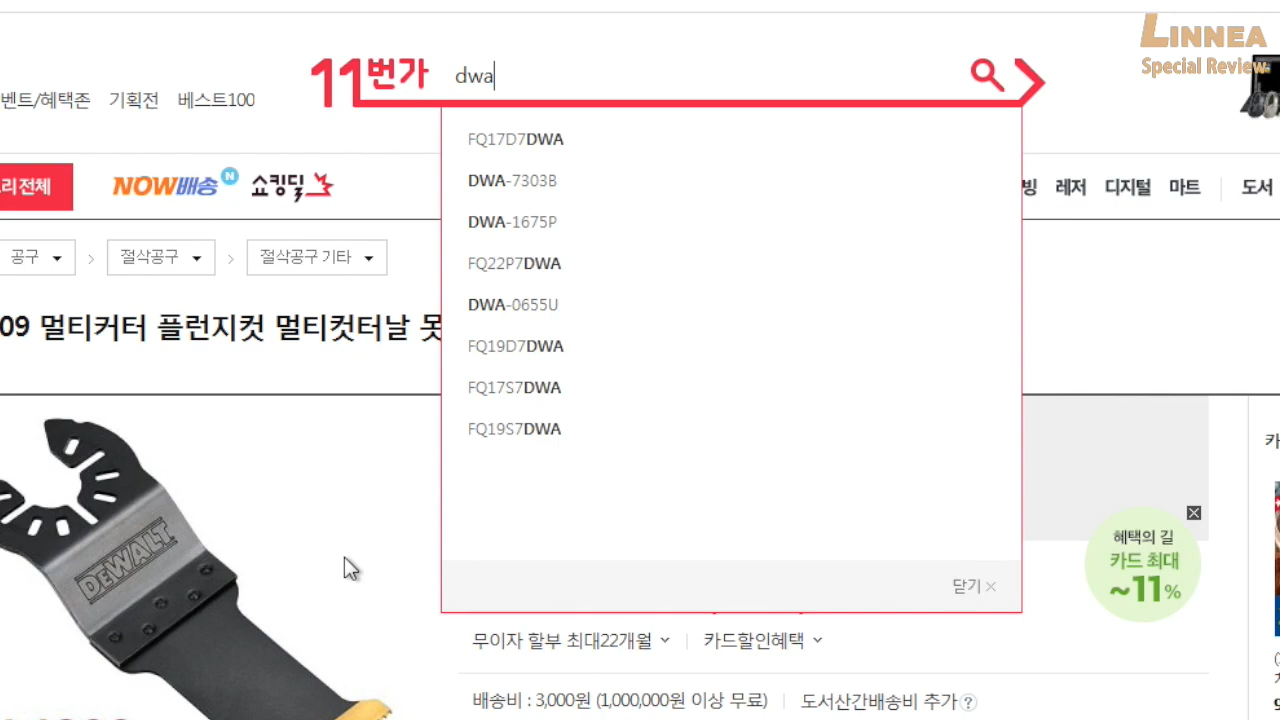 LINNEA
Special Review
11번가
dwa
벤트/혜택존 기획전 베스트100
리전체
NOW배송 N
쇼킹딜
빙 레저 디지털 마트 도서
공구 절삭공구 절삭공구 기타
09 멀티커터 플런지컷 멀티컷터날 못
FQ17D7DWA
DWA-7303B
DWA-1675P
FQ22P7DWA
DWA-0655U
FQ19D7DWA
FQ17S7DWA
FQ19S7DWA
닫기
DEWALT
혜택의 길
카드 최대
~11%
무이자 할부 최대22개월 카드할인혜택
배송비 : 3,000원 (1,000,000원 이상 무료) 도서산간배송비 추가 ?